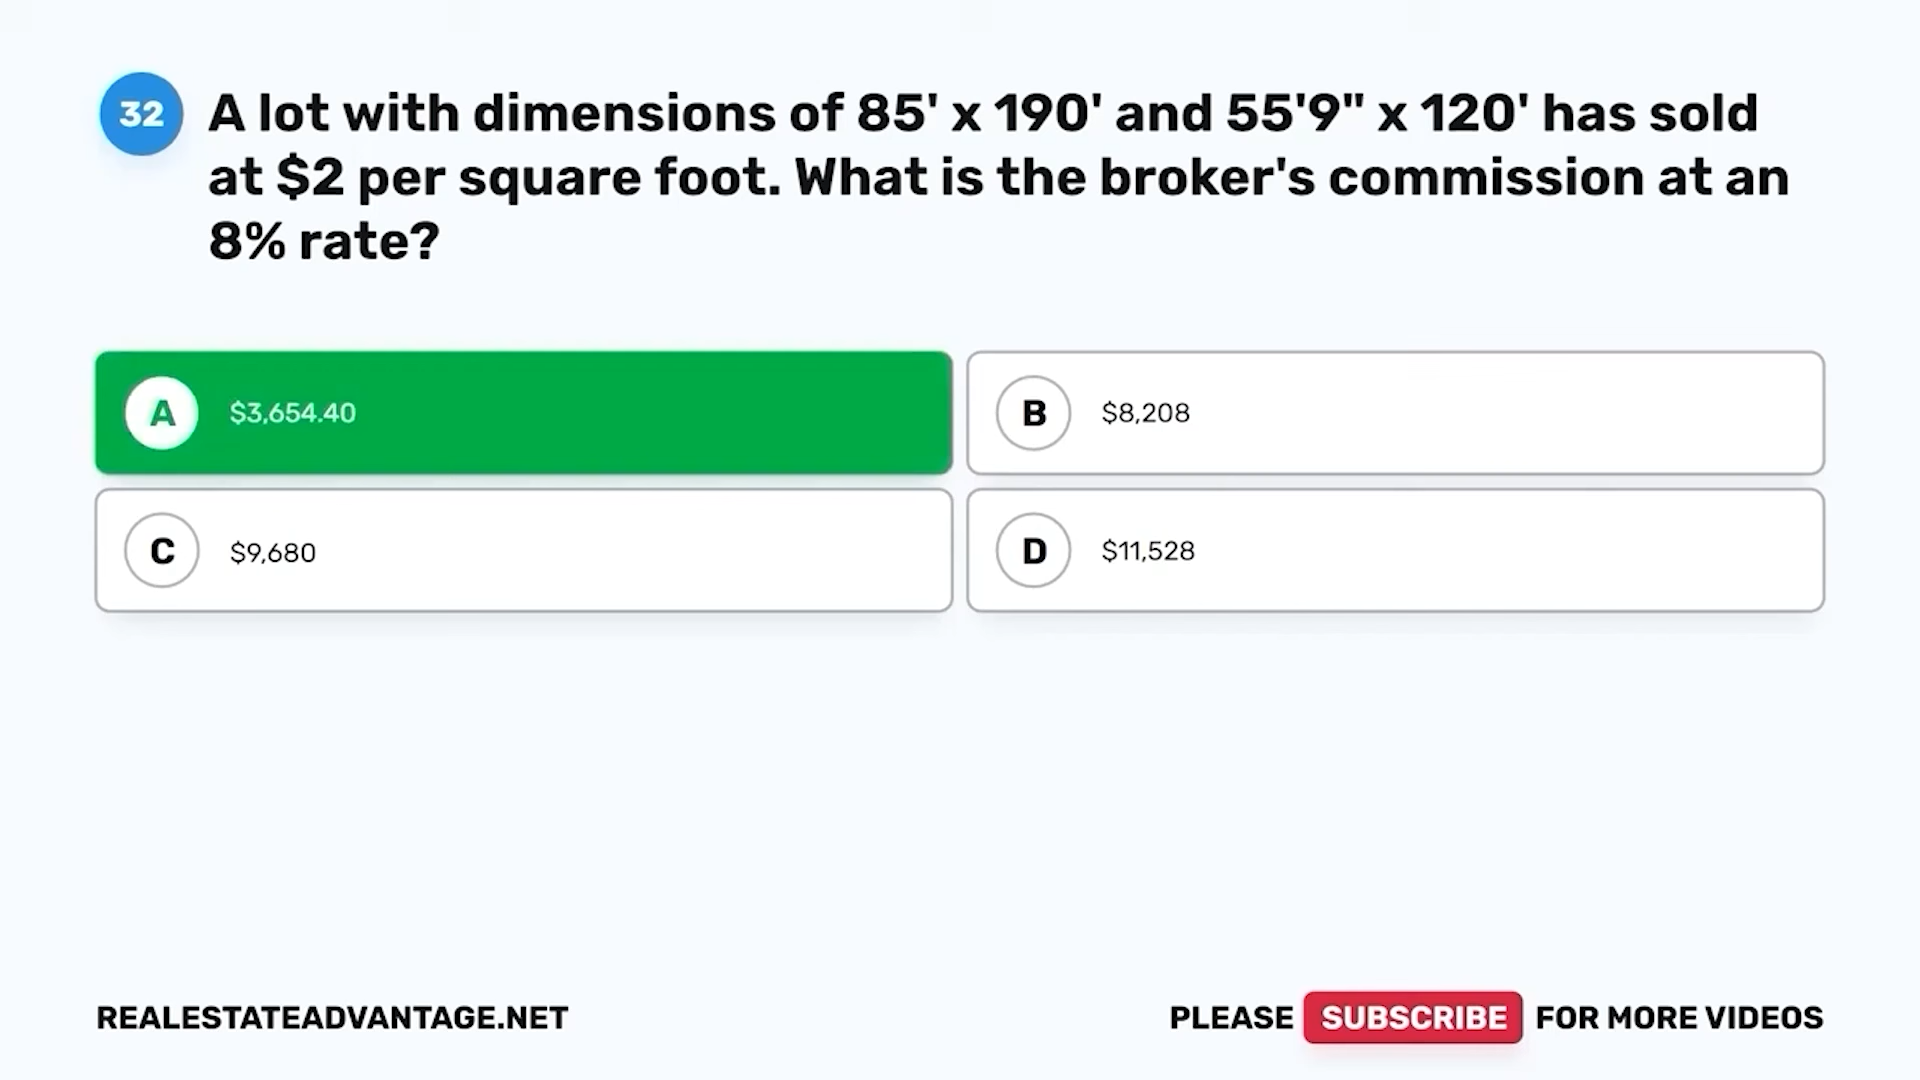 32
A lot with dimensions of 85' x 190' and 55'9" x 120' has sold
at $2 per square foot. What is the broker's commission at an
8% rate?
A $3,654.40
B $8,208
C $9,680
D $11,528
REALESTATEADVANTAGE.NET
PLEASE SUBSCRIBE FOR MORE VIDEOS